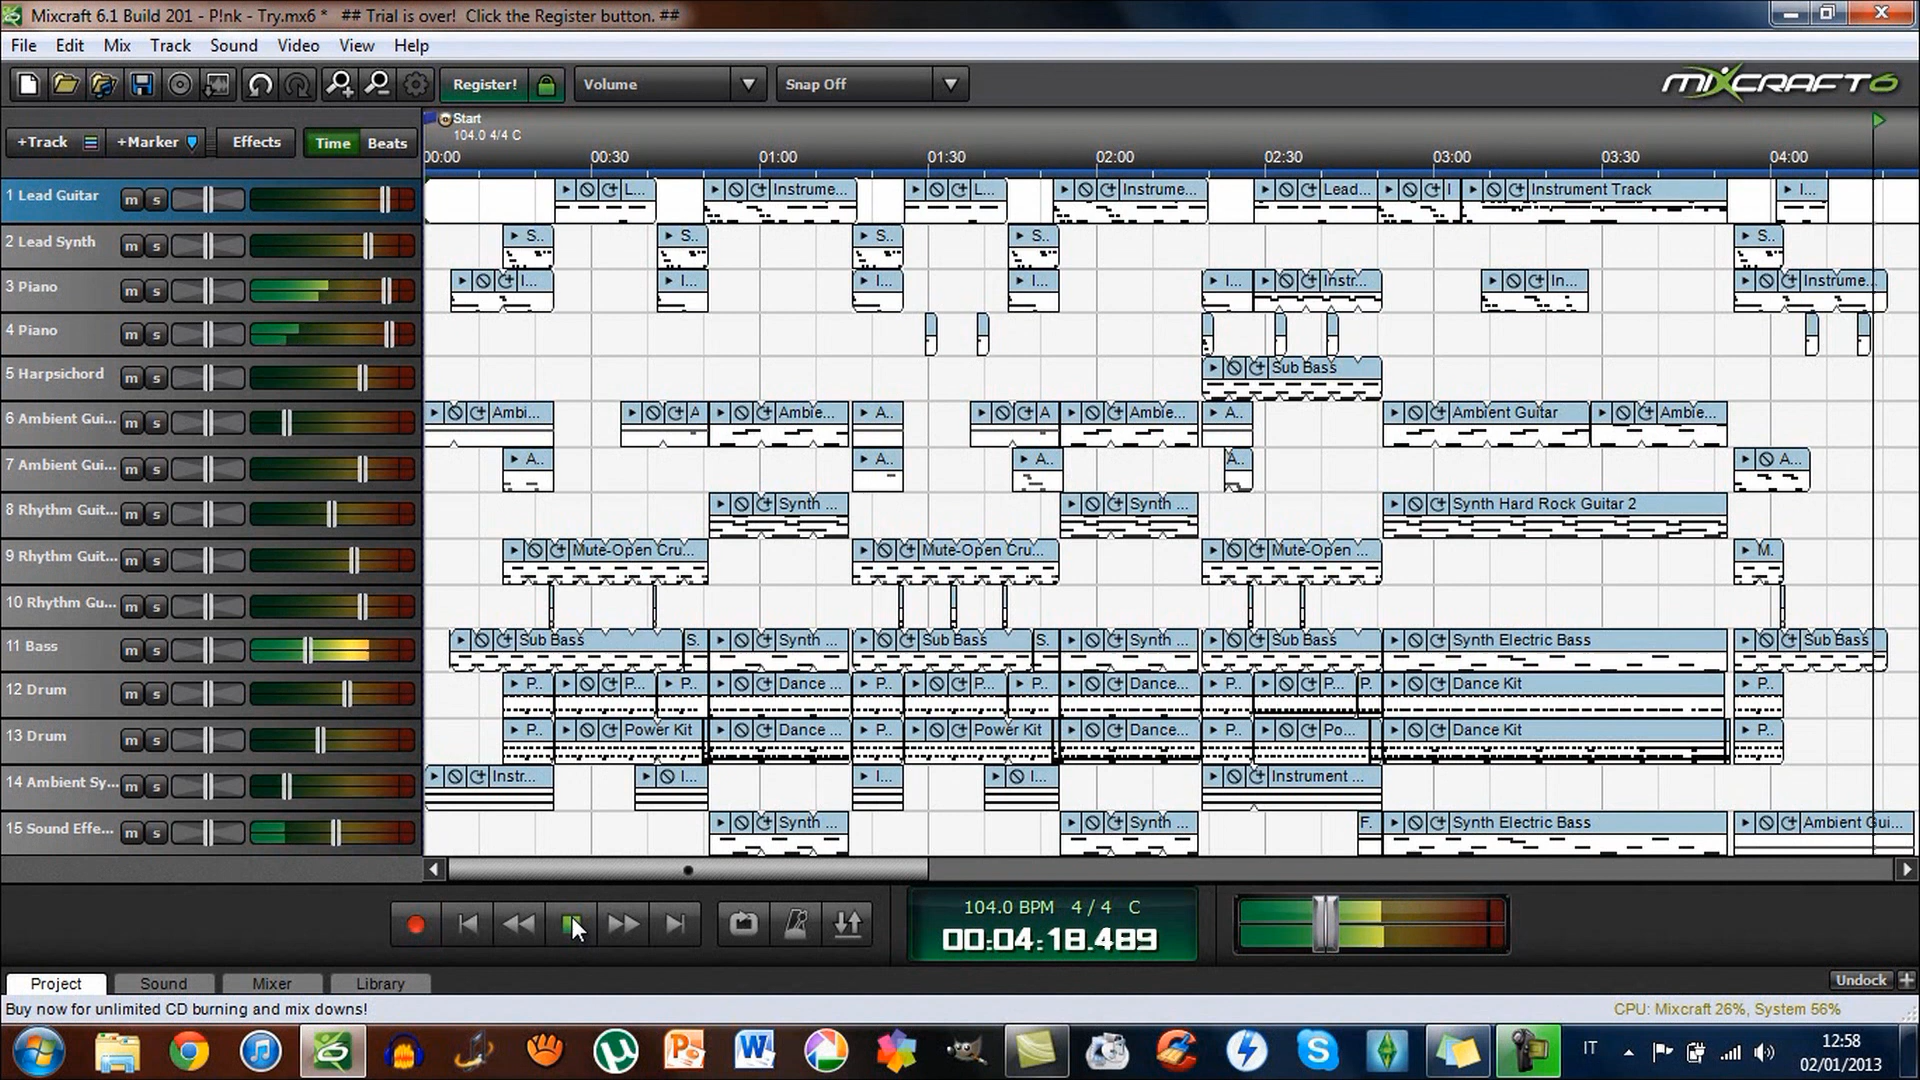 Mixcraft 6.1 Build 201 - P!nk - Try.mx6 * ## Trial is over! Click the Register button. ##
File Edit Mix Track Sound Video View Help
Register! Volume Snap Off MIXCRAFT 6
+Track +Marker Effects Time Beats
Start
104.0 4/4 C
00:00 00:30 01:00 01:30 02:00 02:30 03:00 03:30 04:00
1 Lead Guitar m s L... Instrume... L... Instrume... Lead... I Instrument Track I...
2 Lead Synth m s S.. S.. S.. S.. S..
3 Piano m s I... I... I... I... I... Instr... In... Instrume...
4 Piano m s
5 Harpsichord m s Sub Bass
6 Ambient Gui... m s Ambi... A Ambie... A.. A Ambie... A.. Ambient Guitar Ambie...
7 Ambient Gui... m s A.. A.. A.. A.. A...
8 Rhythm Guit... m s Synth ... Synth ... Synth Hard Rock Guitar 2
9 Rhythm Guit... m s Mute-Open Cru... Mute-Open Cru... Mute-Open ... M.
10 Rhythm Gu... m s
11 Bass m s Sub Bass S. Synth ... Sub Bass S. Synth ... Sub Bass Synth Electric Bass Sub Bass
12 Drum m s P.. P... P.. Dance ... P.. P... P.. Dance... P.. P... P. Dance Kit P..
13 Drum m s P.. Power Kit Dance ... P.. Power Kit Dance... P.. Po... Dance Kit P..
14 Ambient Sy... m s Instr... I... I... I... Instrument ...
15 Sound Effe... m s Synth ... Synth ... F. Synth Electric Bass Ambient Gui...
104.0 BPM 4 / 4 C
00:04:18.489
Project Sound Mixer Library Undock
Buy now for unlimited CD burning and mix downs! CPU: Mixcraft 26%, System 56%
IT 12:58
02/01/2013